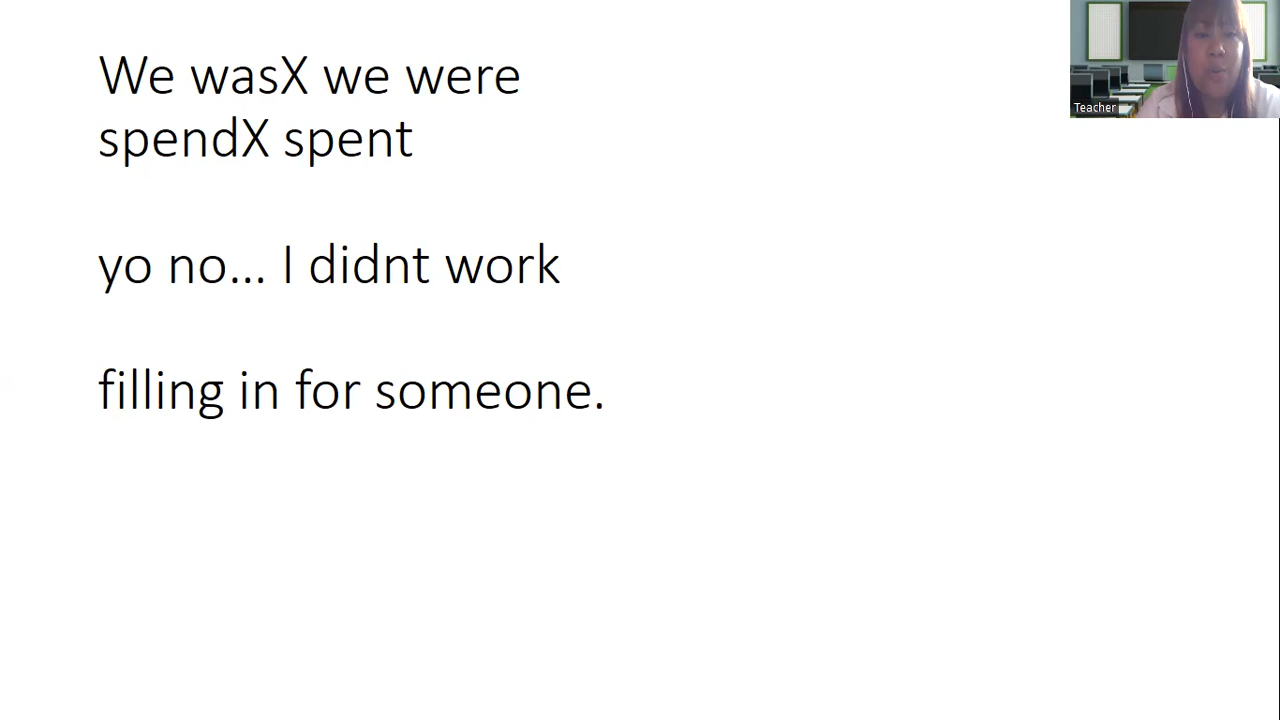 We wasX we were
spendX spent
yo no... I didnt work
filling in for someone.
Teacher